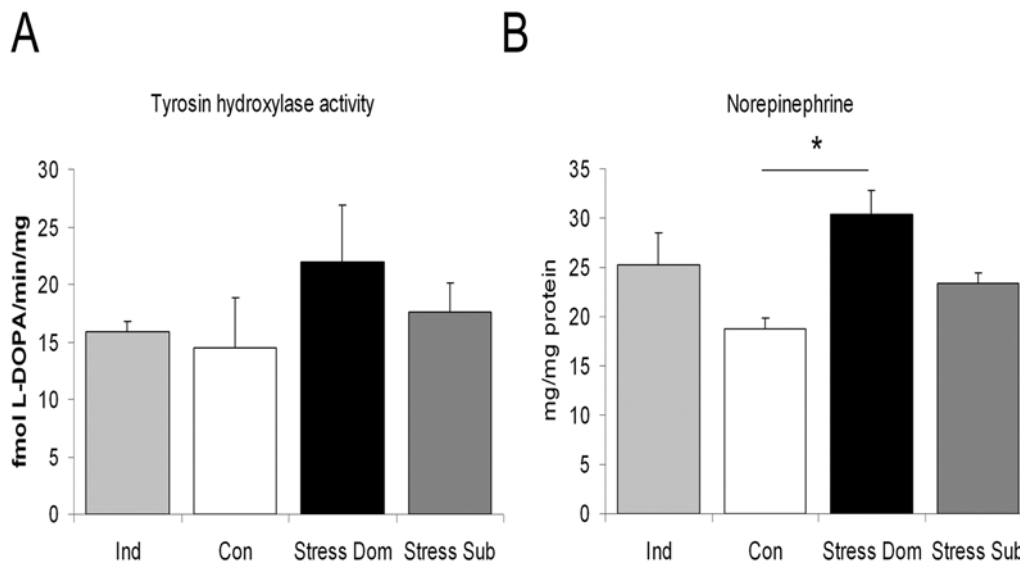 A
Tyrosin hydroxylase activity
fmol L-DOPA/min/mg
30
25
20
15
10
5
0
Ind Con Stress Dom Stress Sub
B
Norepinephrine
*
mg/mg protein
35
30
25
20
15
10
5
0
Ind Con Stress Dom Stress Sub